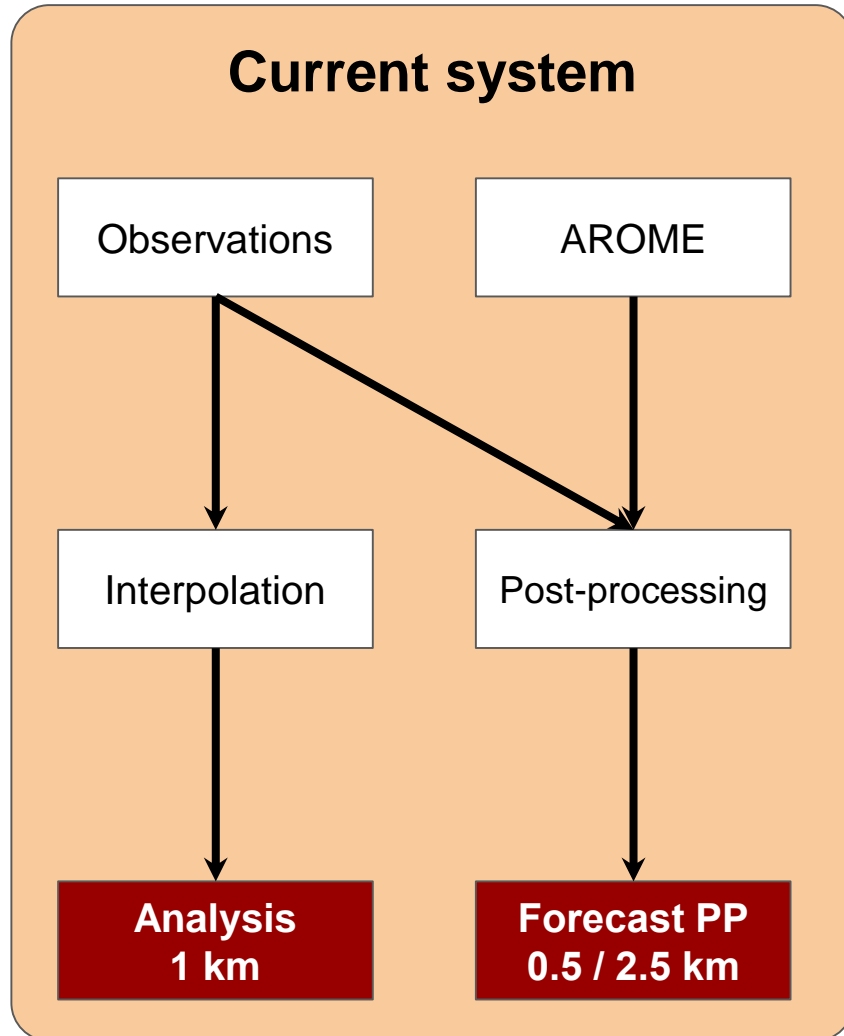 Current system
Observations
AROME
Interpolation
Post-processing
Analysis
1 km
Forecast PP
0.5 / 2.5 km